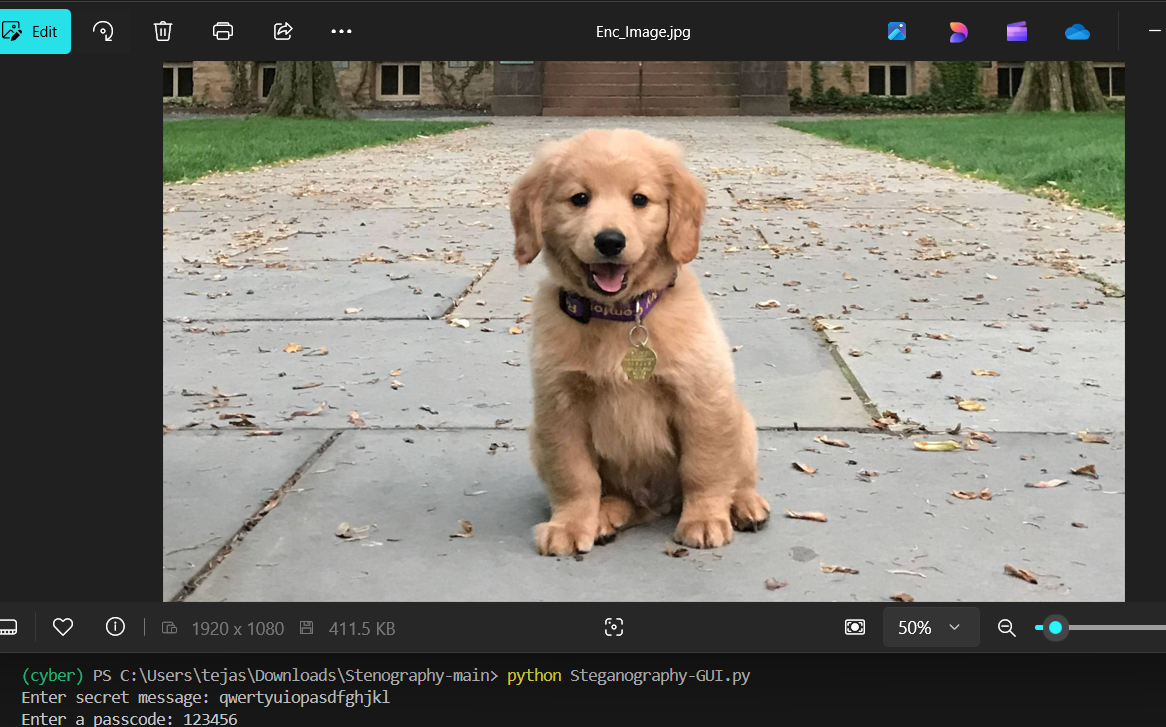 Edit
Enc_Image.jpg
1920 x 1080
411.5 KB
50%
(cyber) PS C:\Users\tejas\Downloads\Stenography-main> python Steganography-GUI.py
Enter secret message: qwertyuiopasdfghjkl
Enter a passcode: 123456